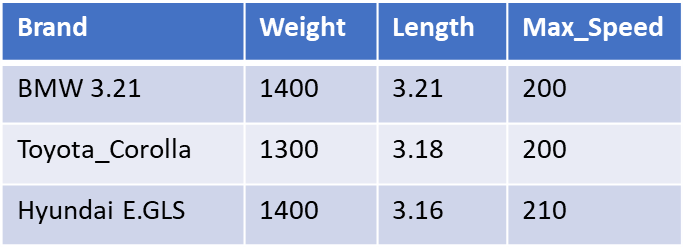 Brand Weight Length Max_Speed
BMW 3.21 1400 3.21 200
Toyota_Corolla 1300 3.18 200
Hyundai E.GLS 1400 3.16 210